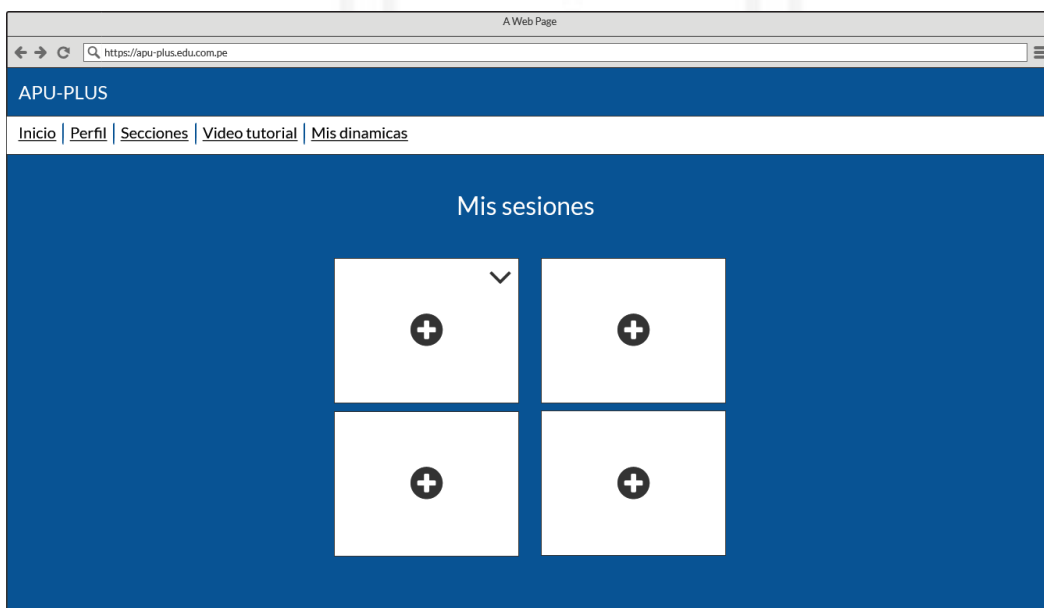 A Web Page
https://apu-plus.edu.com.pe
APU-PLUS
Inicio | Perfil | Secciones | Video tutorial | Mis dinamicas
Mis sesiones